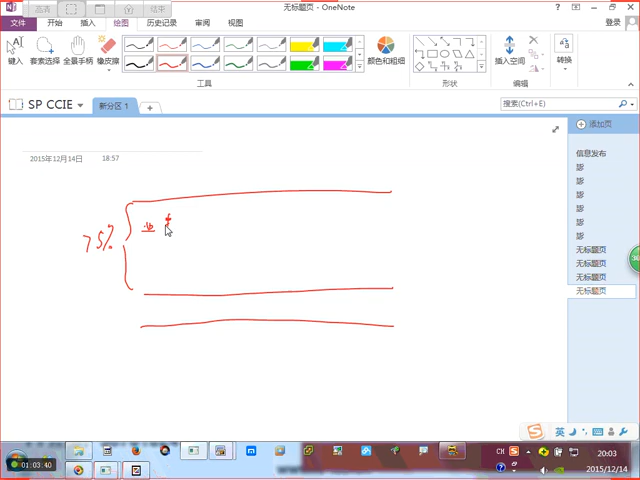 无标题页 - OneNote
文件 开始 插入 绘图 历史记录 审阅 视图 登录
键入 套索选择 全景手柄 橡皮擦 颜色和粗细 插入空间 转换
工具 形状 编辑
SP CCIE 新分区 1 搜索(Ctrl+E)
添加页
2015年12月14日 18:57
信息发布
无标题页
无标题页
无标题页
无标题页
75%
英
CH
01:03:40
20:03
2015/12/14